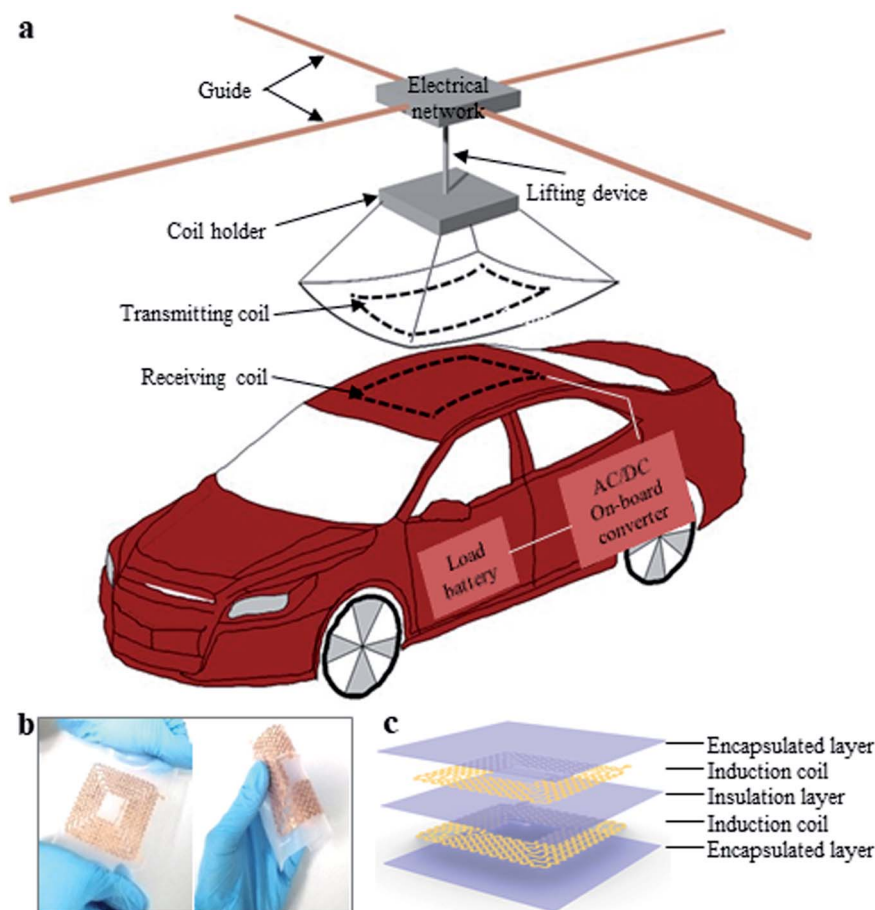 a
Guide
Electrical
network
Lifting device
Coil holder
Transmitting coil
Receiving coil
AC/DC
On-board
converter
Load
battery
b
c
Encapsulated layer
Induction coil
Insulation layer
Induction coil
Encapsulated layer